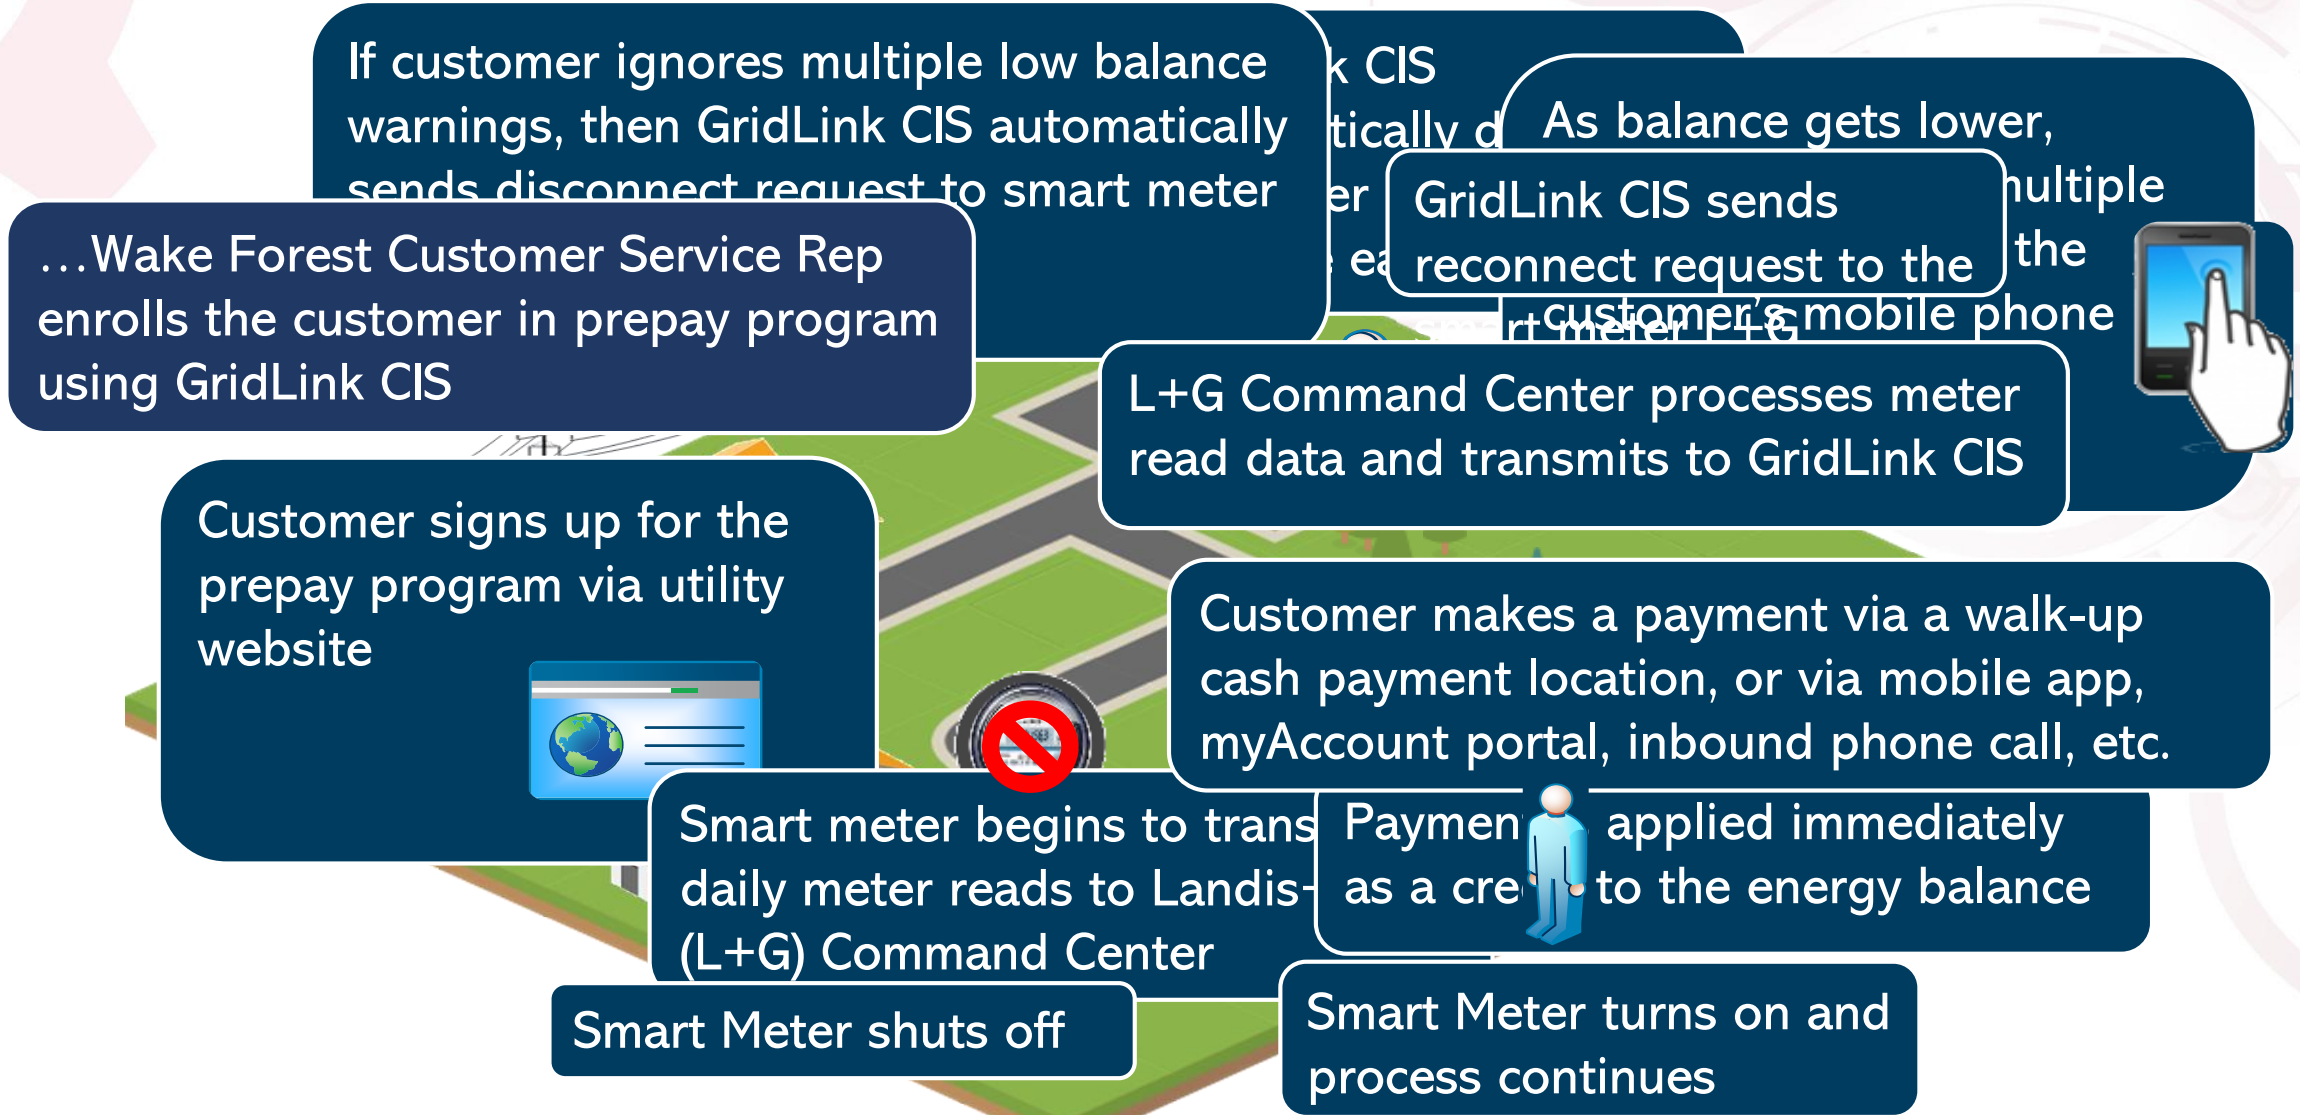 If customer ignores multiple low balance
warnings, then GridLink CIS automatically
sends disconnect request to smart meter
CIS
As balance gets lower,
multiple
the
customer's mobile phone
GridLink CIS sends
reconnect request to the
smart meter L+G
…Wake Forest Customer Service Rep
enrolls the customer in prepay program
using GridLink CIS
L+G Command Center processes meter
read data and transmits to GridLink CIS
Customer signs up for the
prepay program via utility
website
Customer makes a payment via a walk-up
cash payment location, or via mobile app,
myAccount portal, inbound phone call, etc.
Smart meter begins to
daily meter reads to Landis
(L+G) Command Center
applied immediately
as a to the energy balance
Smart Meter shuts off
Smart Meter turns on and
process continues